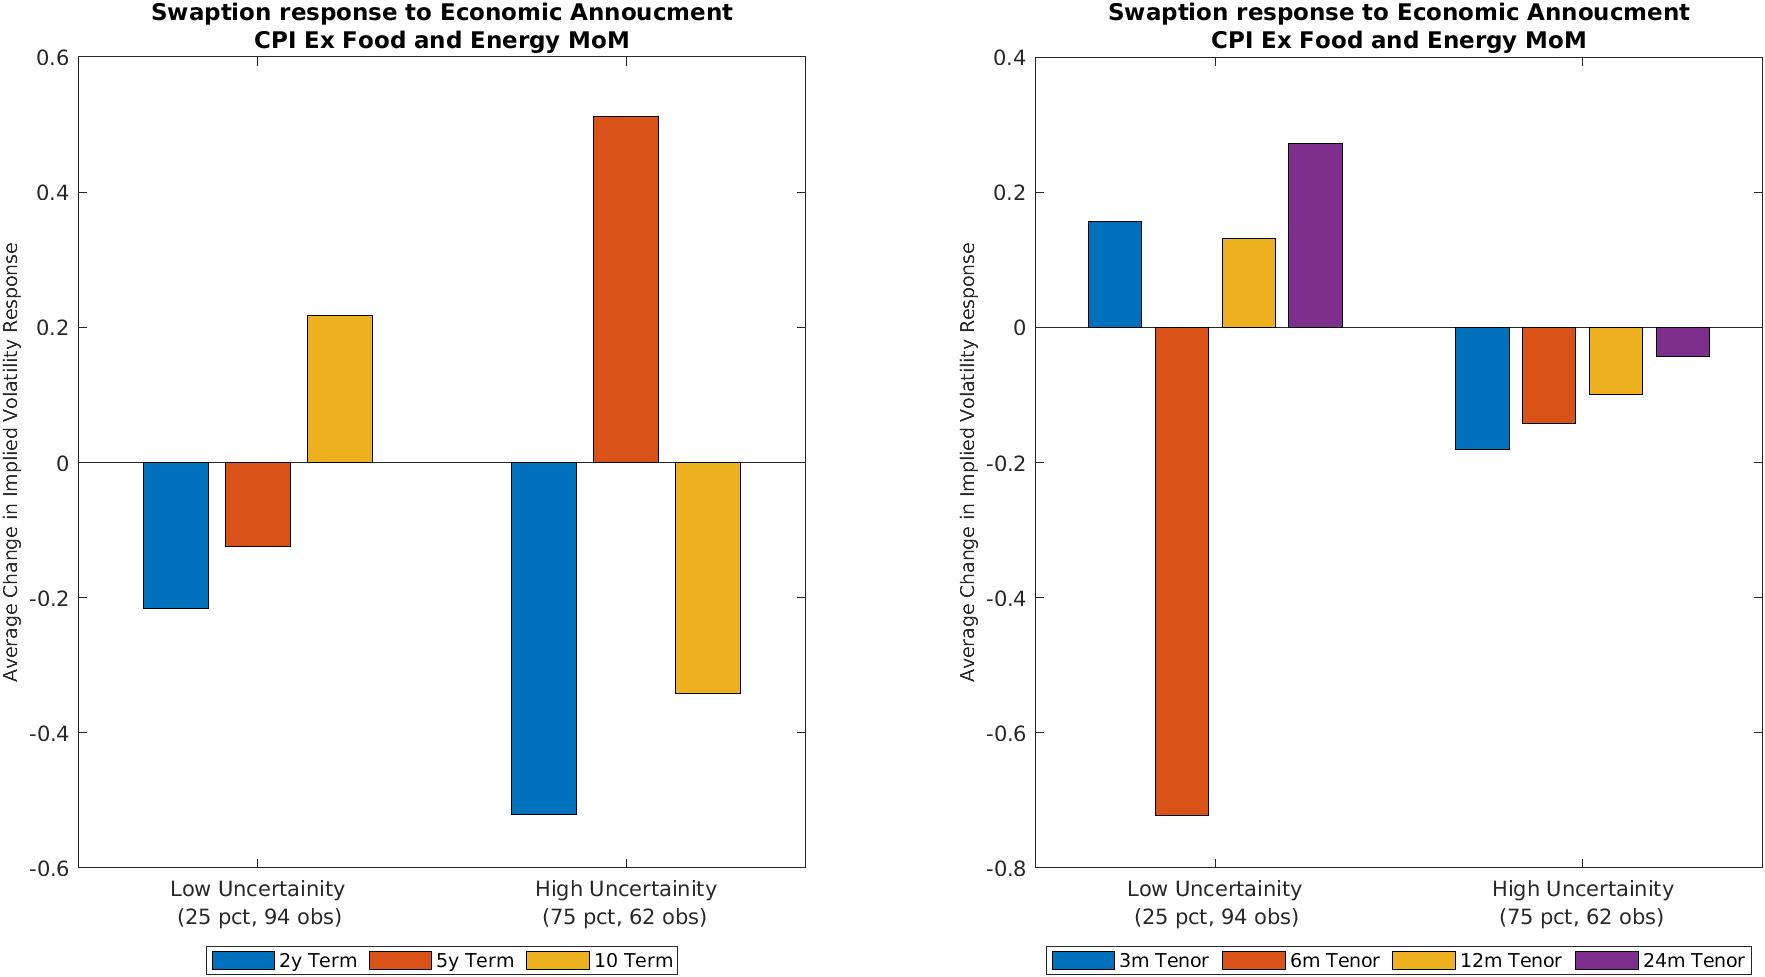 Swaption response to Economic Annoucment
CPI Ex Food and Energy MoM
0.6
0.4
0.2
0
-0.2
-0.4
-0.6
Average Change in Implied Volatility Response
Low Uncertainity
(25 pct, 94 obs)
High Uncertainity
(75 pct, 62 obs)
2y Term
5y Term
10 Term
Swaption response to Economic Annoucment
CPI Ex Food and Energy MoM
0.4
0.2
0
-0.2
-0.4
-0.6
-0.8
Average Change in Implied Volatility Response
Low Uncertainity
(25 pct, 94 obs)
High Uncertainity
(75 pct, 62 obs)
3m Tenor
6m Tenor
12m Tenor
24m Tenor